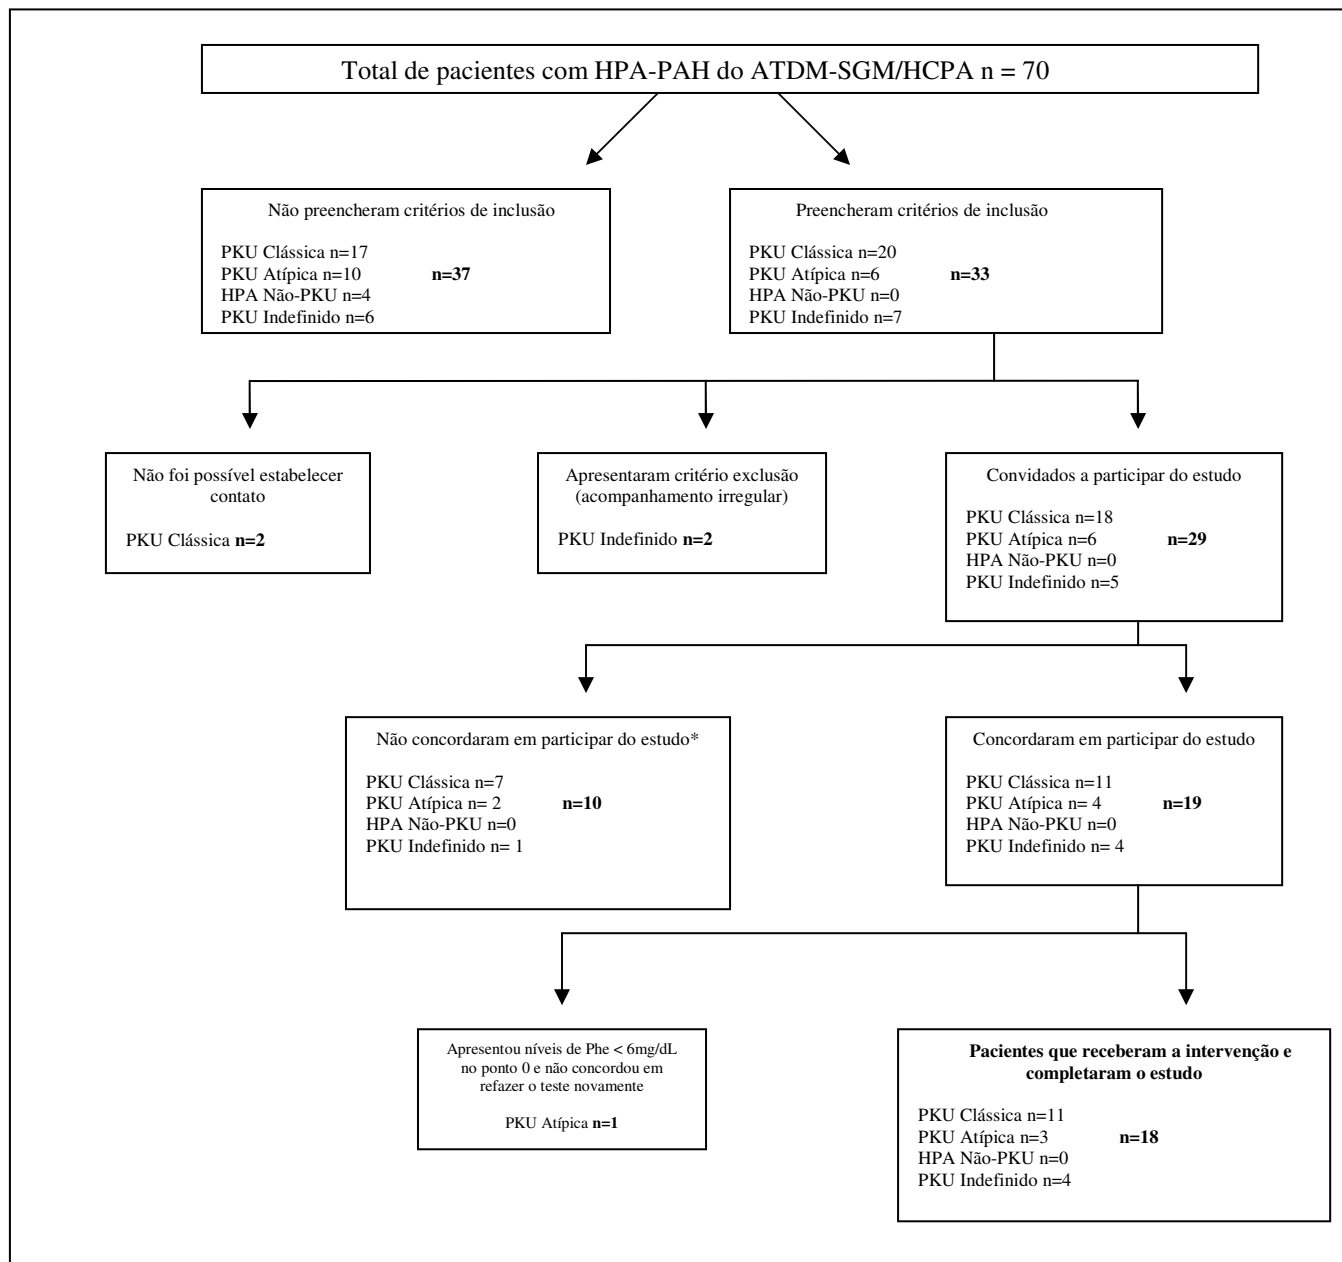 Total de pacientes com HPA-PAH do ATDM-SGM/HCPA n = 70
Não preencheram critérios de inclusão
PKU Clássica n=17
PKU Atípica n=10 n=37
HPA Não-PKU n=4
PKU Indefinido n=6
Preencheram critérios de inclusão
PKU Clássica n=20
PKU Atípica n=6 n=33
HPA Não-PKU n=0
PKU Indefinido n=7
Não foi possível estabelecer
contato
PKU Clássica n=2
Apresentaram critério exclusão
(acompanhamento irregular)
PKU Indefinido n=2
Convidados a participar do estudo
PKU Clássica n=18
PKU Atípica n=6 n=29
HPA Não-PKU n=0
PKU Indefinido n=5
Não concordaram em participar do estudo*
PKU Clássica n=7
PKU Atípica n= 2 n=10
HPA Não-PKU n=0
PKU Indefinido n= 1
Concordaram em participar do estudo
PKU Clássica n=11
PKU Atípica n= 4 n=19
HPA Não-PKU n=0
PKU Indefinido n= 4
Apresentou níveis de Phe < 6mg/dL
no ponto 0 e não concordou em
refazer o teste novamente
PKU Atípica n=1
Pacientes que receberam a intervenção e
completaram o estudo
PKU Clássica n=11
PKU Atípica n=3 n=18
HPA Não-PKU n=0
PKU Indefinido n=4